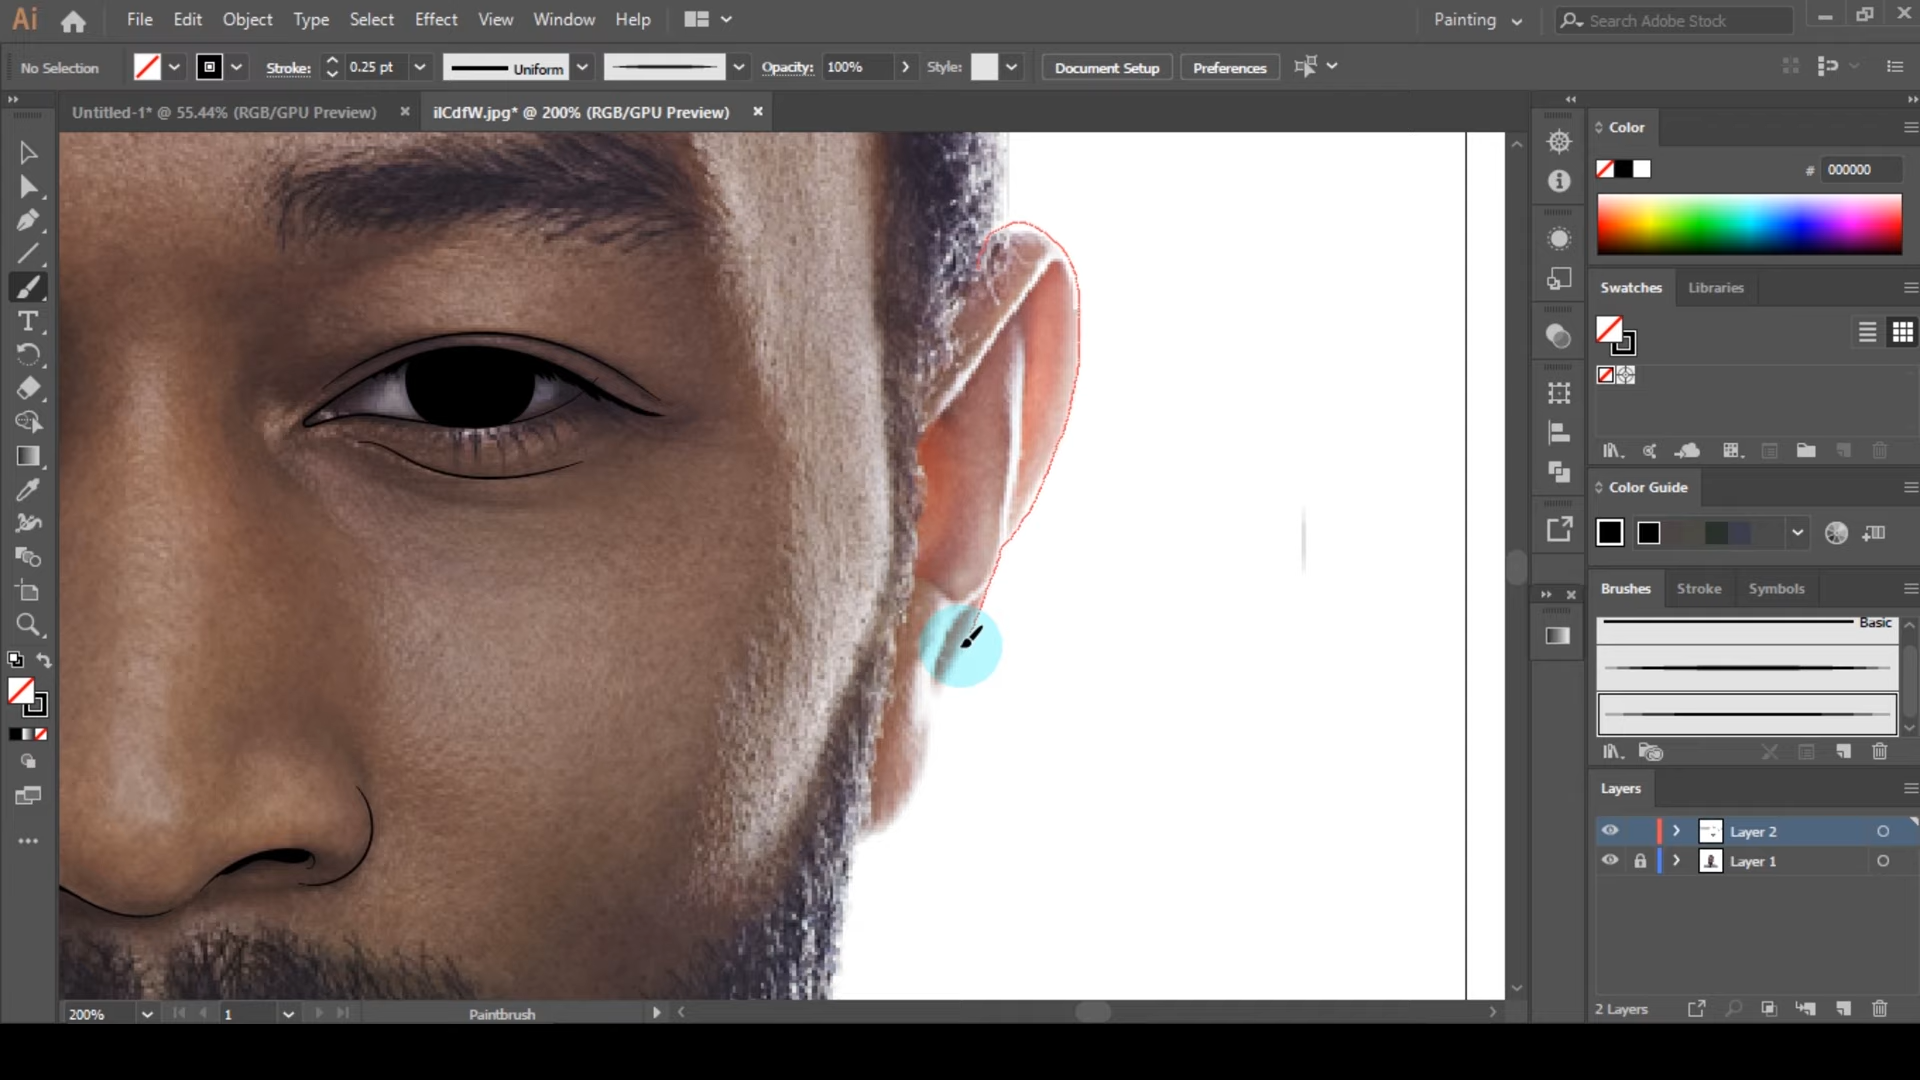 Ai File Edit Object Type Select Effect View Window Help Painting Search Adobe Stock
No Selection Stroke: 0.25 pt Uniform Opacity: 100% Style: Document Setup Preferences
Untitled-1* @ 55.44% (RGB/GPU Preview) × ilCdfW.jpg* @ 200% (RGB/GPU Preview) ×
Color
# 000000
Swatches Libraries
Color Guide
Brushes Stroke Symbols
Basic
Layers
Layer 2
Layer 1
2 Layers
200% 1 Paintbrush